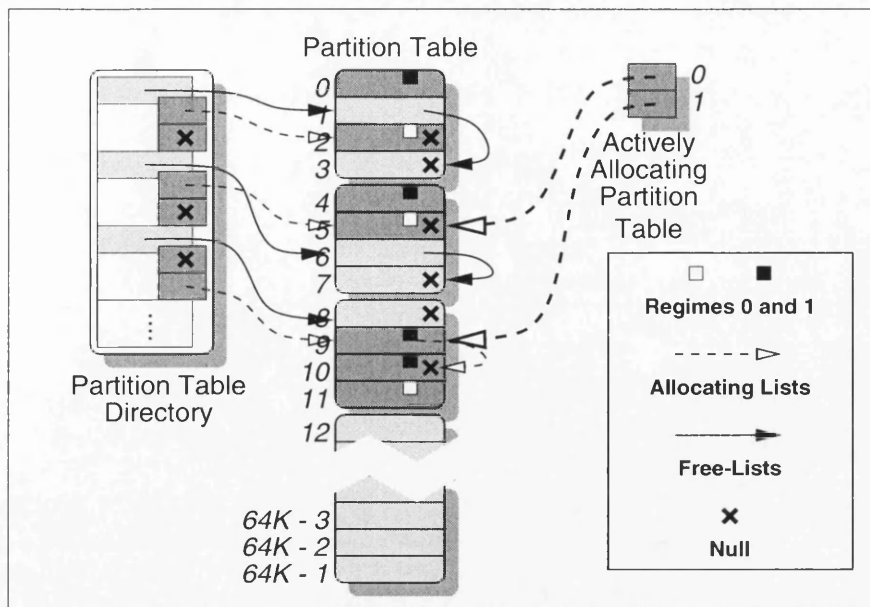 Partition Table
0
1
2
3
4
5
6
7
8
9
10
11
12
64K - 3
64K - 2
64K - 1
Partition Table
Directory
0
1
Actively
Allocating
Partition
Table
Regimes 0 and 1
Allocating Lists
Free-Lists
Null